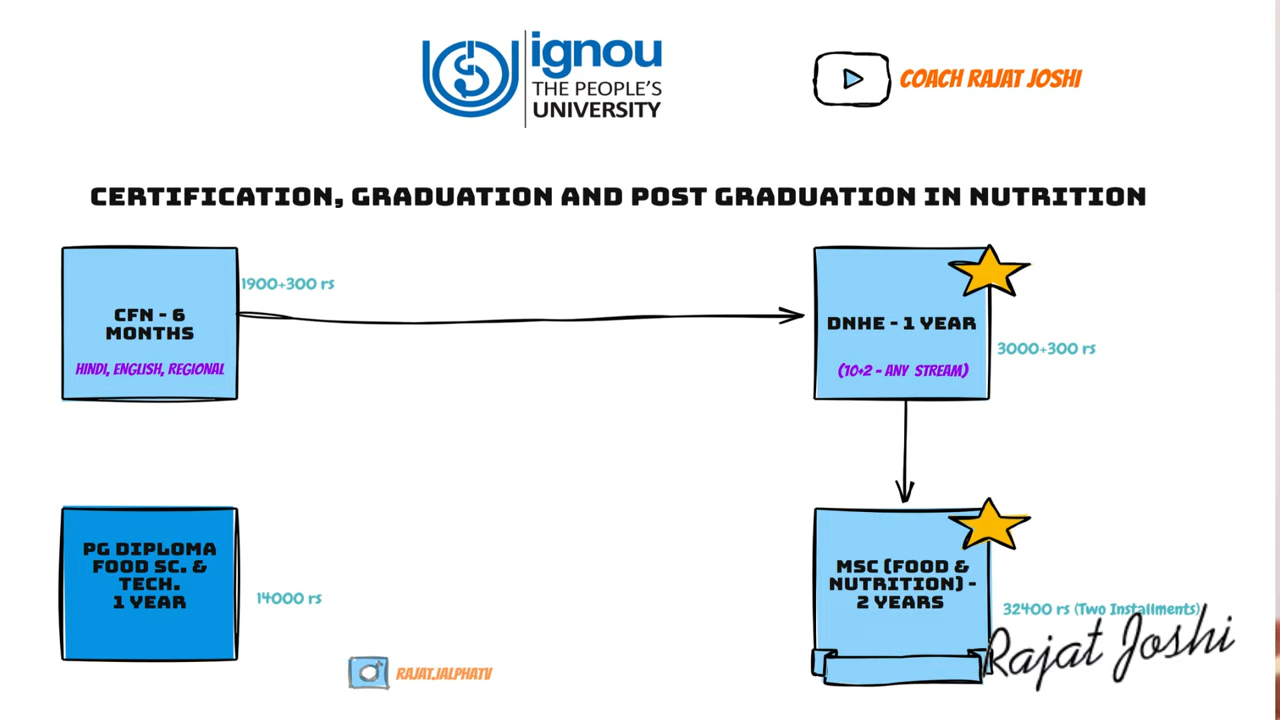 ignou
THE PEOPLE'S
UNIVERSITY
COACH RAJAT JOSHI
CERTIFICATION, GRADUATION AND POST GRADUATION IN NUTRITION
1900+300 rs
CFN - 6
MONTHS
HINDI, ENGLISH, REGIONAL
DNHE - 1 YEAR
(10+2 - ANY STREAM)
3000+300 rs
PG DIPLOMA
FOOD SC. &
TECH.
1 YEAR
14000 rs
MSC (FOOD &
NUTRITION) -
2 YEARS
32400 rs (Two Installments)
Rajat Joshi
RAJAT.JALPHATV